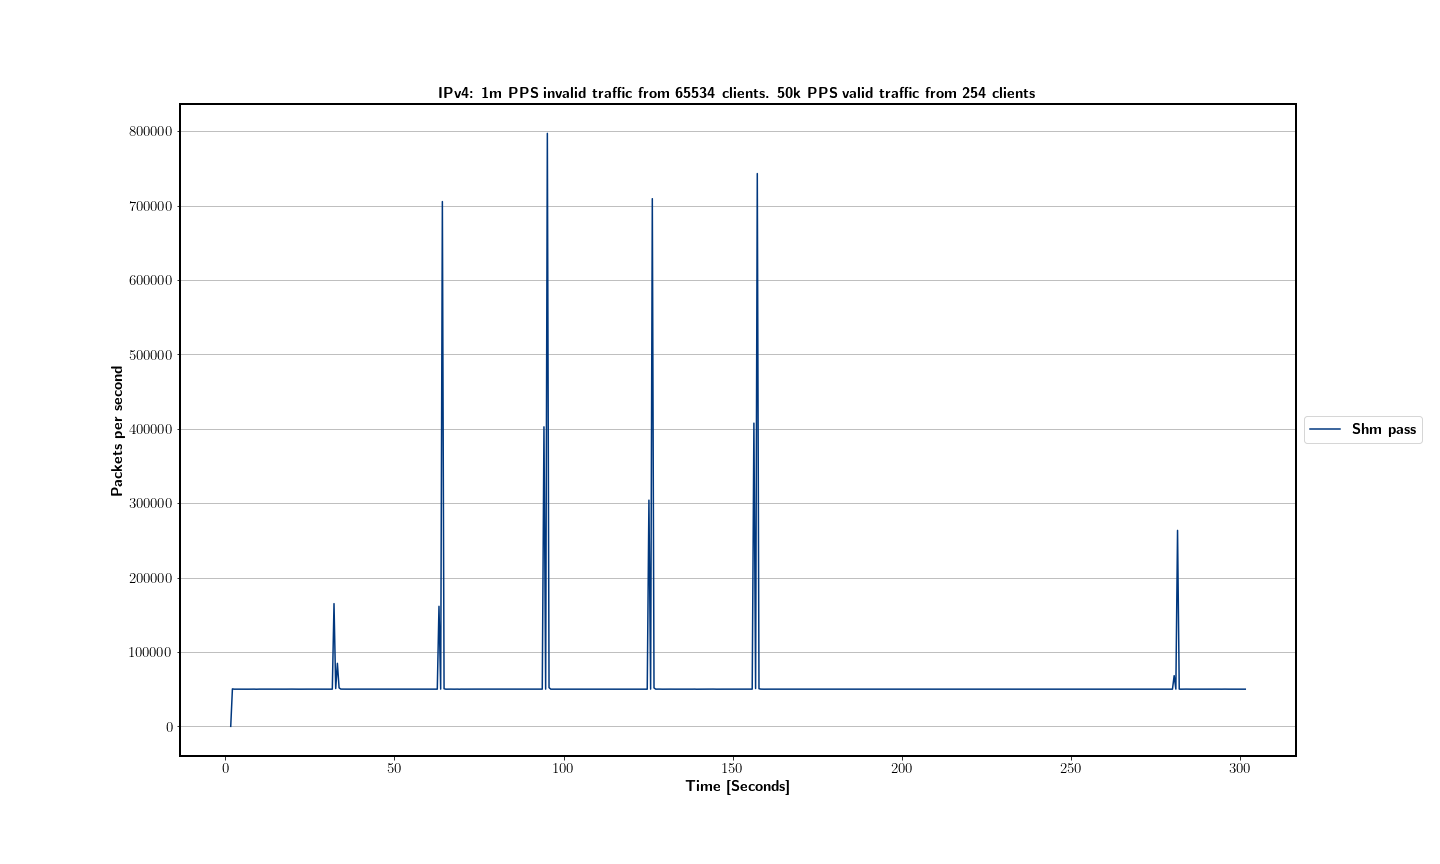 IPv4: 1m PPS invalid traffic from 65534 clients. 50k PPS valid traffic from 254 clients
800000
700000
600000
500000
400000
300000
200000
100000
0
Packets per second
Shm pass
0 50 100 150 200 250 300
Time [Seconds]